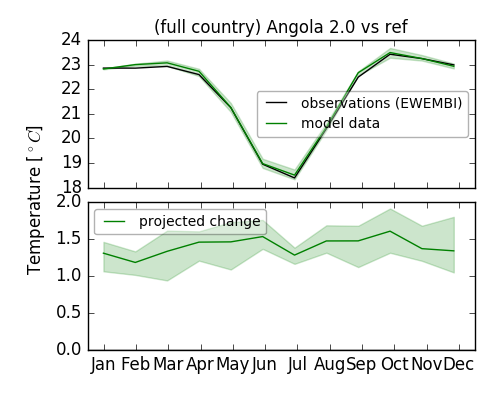 (full country) Angola 2.0 vs ref
24
23
22
21
20
19
18
observations (EWEMBI)
model data
Temperature [°C]
2.0
1.5
1.0
0.5
0.0
projected change
Jan Feb Mar Apr May Jun Jul Aug Sep Oct Nov Dec